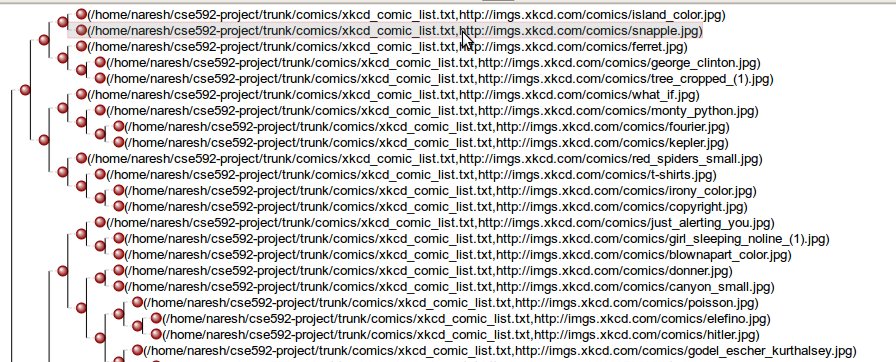 (/home/naresh/cse592-project/trunk/comics/xkcd_comic_list.txt,http://imgs.xkcd.com/comics/island_color.jpg)
(/home/naresh/cse592-project/trunk/comics/xkcd_comic_list.txt,http://imgs.xkcd.com/comics/snapple.jpg)
(/home/naresh/cse592-project/trunk/comics/xkcd_comic_list.txt,http://imgs.xkcd.com/comics/ferret.jpg)
(/home/naresh/cse592-project/trunk/comics/xkcd_comic_list.txt,http://imgs.xkcd.com/comics/george_clinton.jpg)
(/home/naresh/cse592-project/trunk/comics/xkcd_comic_list.txt,http://imgs.xkcd.com/comics/tree_cropped_(1).jpg)
(/home/naresh/cse592-project/trunk/comics/xkcd_comic_list.txt,http://imgs.xkcd.com/comics/what_if.jpg)
(/home/naresh/cse592-project/trunk/comics/xkcd_comic_list.txt,http://imgs.xkcd.com/comics/monty_python.jpg)
(/home/naresh/cse592-project/trunk/comics/xkcd_comic_list.txt,http://imgs.xkcd.com/comics/fourier.jpg)
(/home/naresh/cse592-project/trunk/comics/xkcd_comic_list.txt,http://imgs.xkcd.com/comics/kepler.jpg)
(/home/naresh/cse592-project/trunk/comics/xkcd_comic_list.txt,http://imgs.xkcd.com/comics/red_spiders_small.jpg)
(/home/naresh/cse592-project/trunk/comics/xkcd_comic_list.txt,http://imgs.xkcd.com/comics/t-shirts.jpg)
(/home/naresh/cse592-project/trunk/comics/xkcd_comic_list.txt,http://imgs.xkcd.com/comics/irony_color.jpg)
(/home/naresh/cse592-project/trunk/comics/xkcd_comic_list.txt,http://imgs.xkcd.com/comics/copyright.jpg)
(/home/naresh/cse592-project/trunk/comics/xkcd_comic_list.txt,http://imgs.xkcd.com/comics/just_alerting_you.jpg)
(/home/naresh/cse592-project/trunk/comics/xkcd_comic_list.txt,http://imgs.xkcd.com/comics/girl_sleeping_noline_(1).jpg)
(/home/naresh/cse592-project/trunk/comics/xkcd_comic_list.txt,http://imgs.xkcd.com/comics/blownapart_color.jpg)
(/home/naresh/cse592-project/trunk/comics/xkcd_comic_list.txt,http://imgs.xkcd.com/comics/donner.jpg)
(/home/naresh/cse592-project/trunk/comics/xkcd_comic_list.txt,http://imgs.xkcd.com/comics/canyon_small.jpg)
(/home/naresh/cse592-project/trunk/comics/xkcd_comic_list.txt,http://imgs.xkcd.com/comics/poisson.jpg)
(/home/naresh/cse592-project/trunk/comics/xkcd_comic_list.txt,http://imgs.xkcd.com/comics/elefino.jpg)
(/home/naresh/cse592-project/trunk/comics/xkcd_comic_list.txt,http://imgs.xkcd.com/comics/hitler.jpg)
(/home/naresh/cse592-project/trunk/comics/xkcd_comic_list.txt,http://imgs.xkcd.com/comics/godel_escher_kurthalsey.jpg)